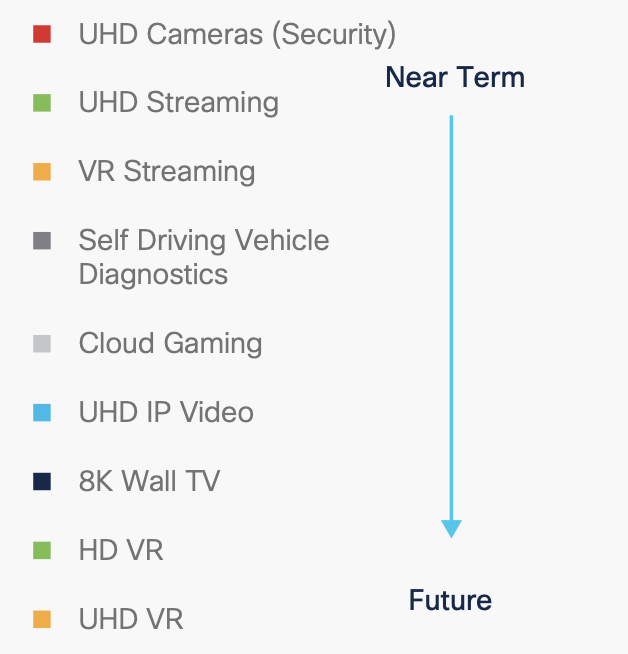 UHD Cameras (Security)
Near Term
UHD Streaming
VR Streaming
Self Driving Vehicle
Diagnostics
Cloud Gaming
UHD IP Video
8K Wall TV
HD VR
Future
UHD VR